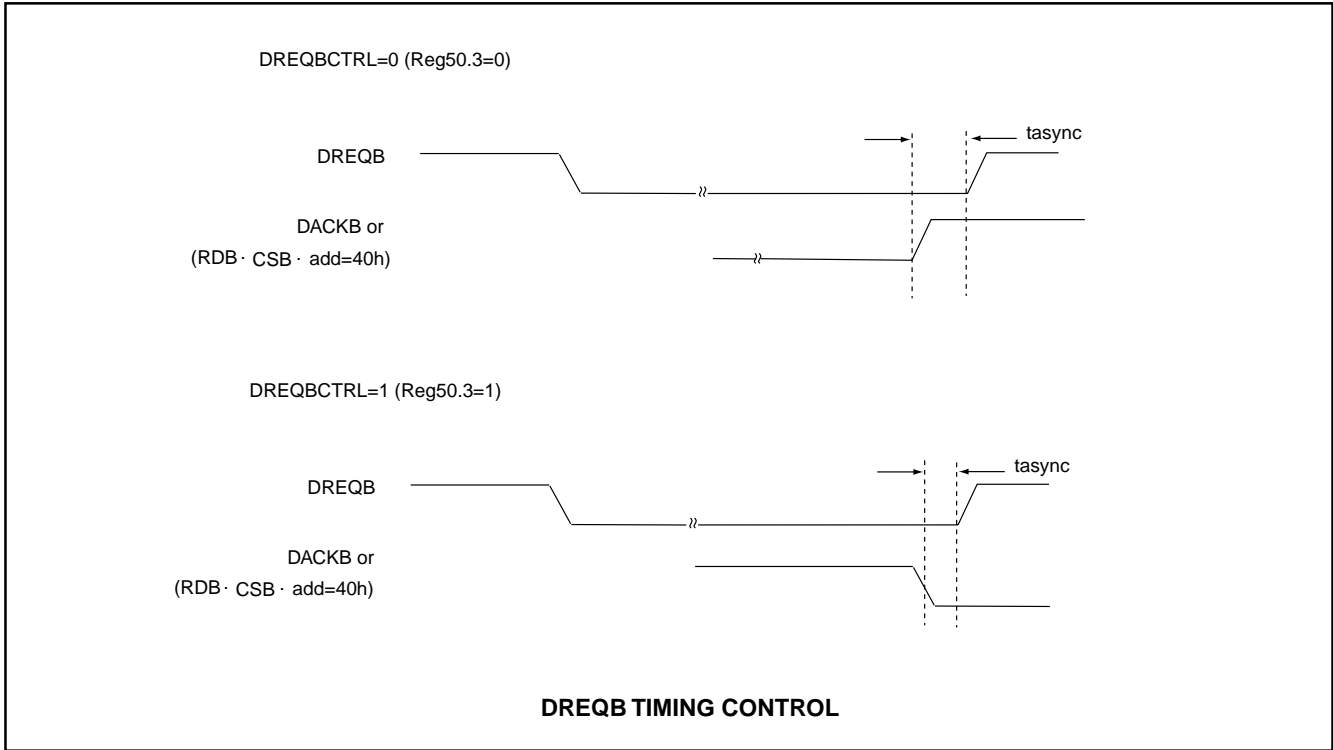 DREQBCTRL=0 (Reg50.3=0)
tasync
DREQB
DACKB or
(RDB · CSB · add=40h)
DREQBCTRL=1 (Reg50.3=1)
tasync
DREQB
DACKB or
(RDB · CSB · add=40h)
DREQB TIMING CONTROL